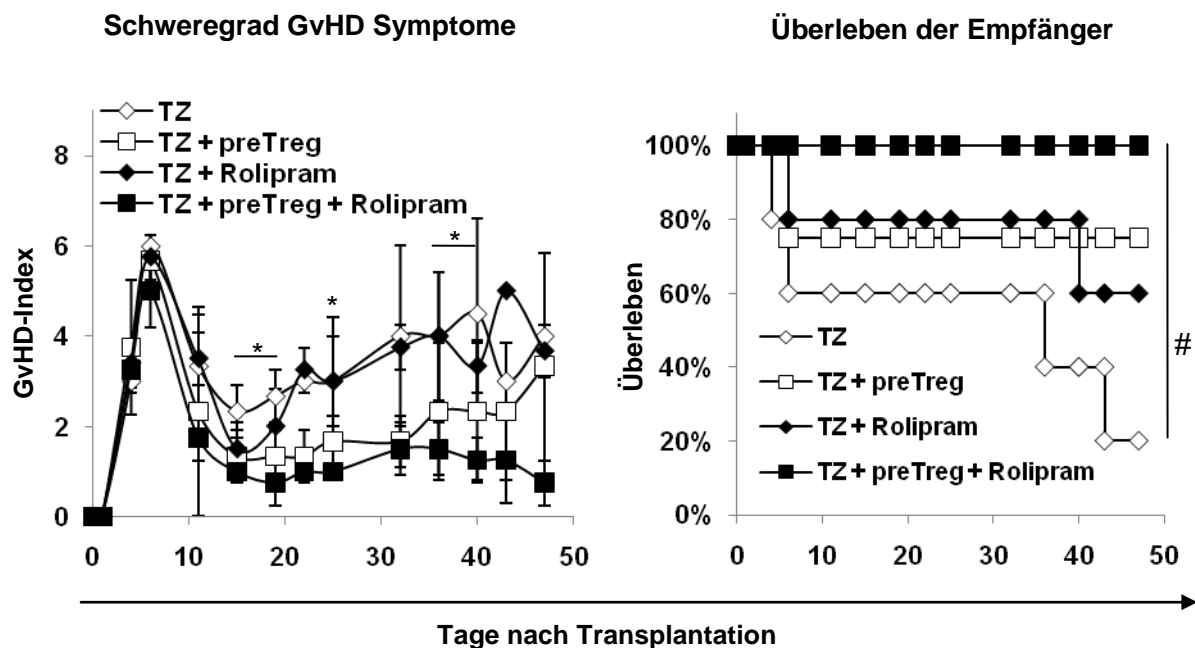 Schweregrad GvHD Symptome
TZ
TZ + preTreg
TZ + Rolipram
TZ + preTreg + Rolipram
GvHD-Index
8
6
4
2
0
*
*
*
0
10
20
30
40
50
Überleben der Empfänger
Überleben
100%
80%
60%
40%
20%
0%
TZ
TZ + preTreg
TZ + Rolipram
TZ + preTreg + Rolipram
#
0
10
20
30
40
50
Tage nach Transplantation